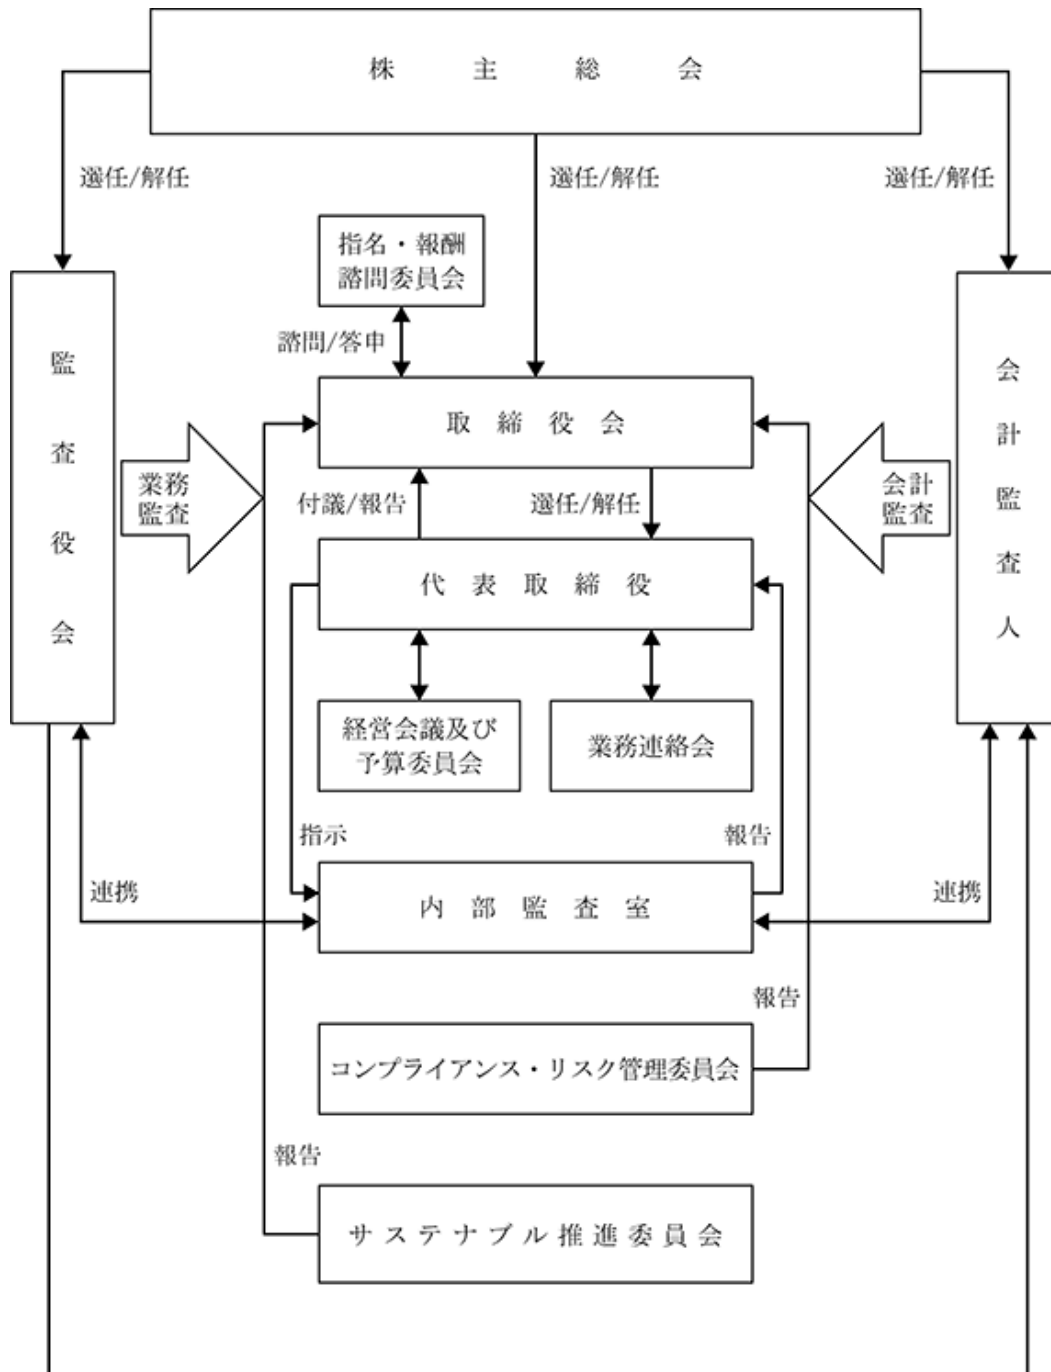 株主総会
選任/解任
選任/解任
選任/解任
指名・報酬
諮問委員会
諮問/答申
監査役会
会計監査人
取締役会
業務
監査
会計
監査
付議/報告
選任/解任
代表取締役
経営会議及び
予算委員会
業務連絡会
指示
報告
連携
内部監査室
連携
報告
コンプライアンス・リスク管理委員会
報告
サステナブル推進委員会